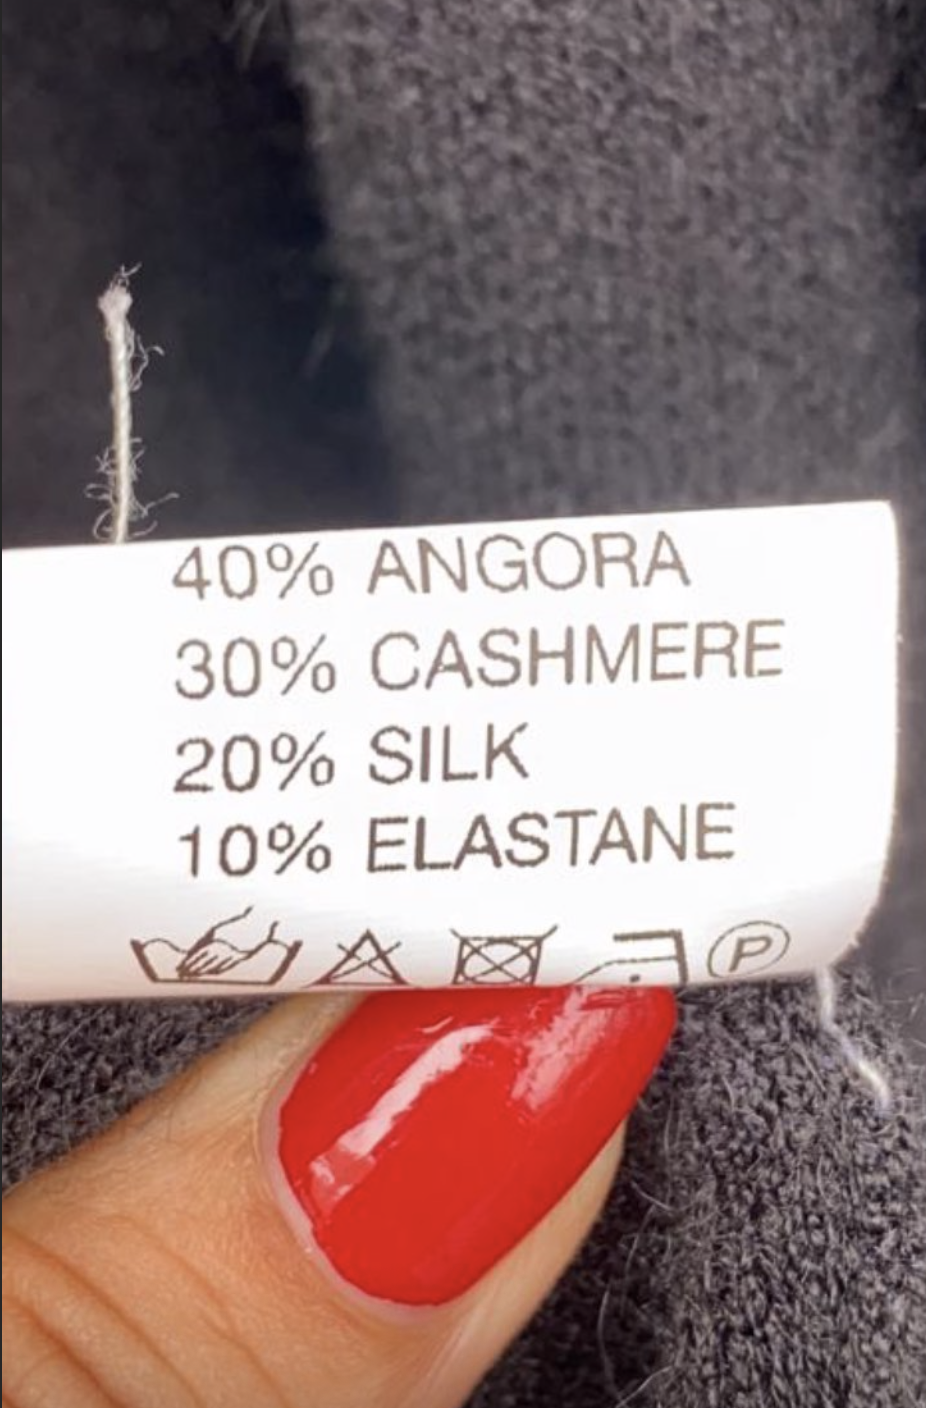 40% ANGORA
30% CASHMERE
20% SILK
10% ELASTANE
P